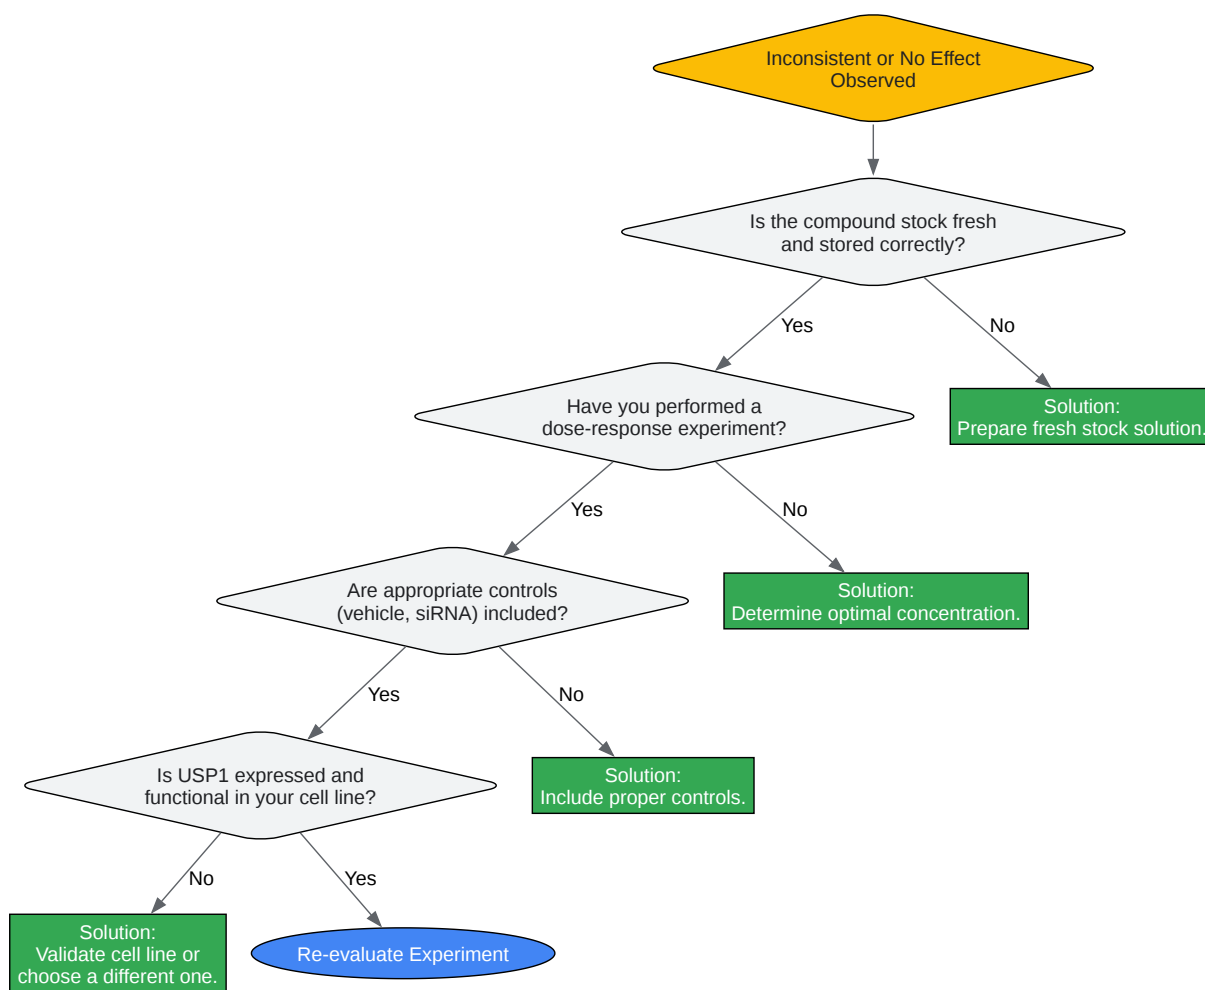 Inconsistent or No Effect
Observed
Is the compound stock fresh
and stored correctly?
Yes
No
Have you performed a
dose-response experiment?
Solution:
Prepare fresh stock solution.
Yes
No
Are appropriate controls
(vehicle, siRNA) included?
Solution:
Determine optimal concentration.
Yes
No
Is USP1 expressed and
functional in your cell line?
Solution:
Include proper controls.
No
Yes
Solution:
Validate cell line or
choose a different one.
Re-evaluate Experiment